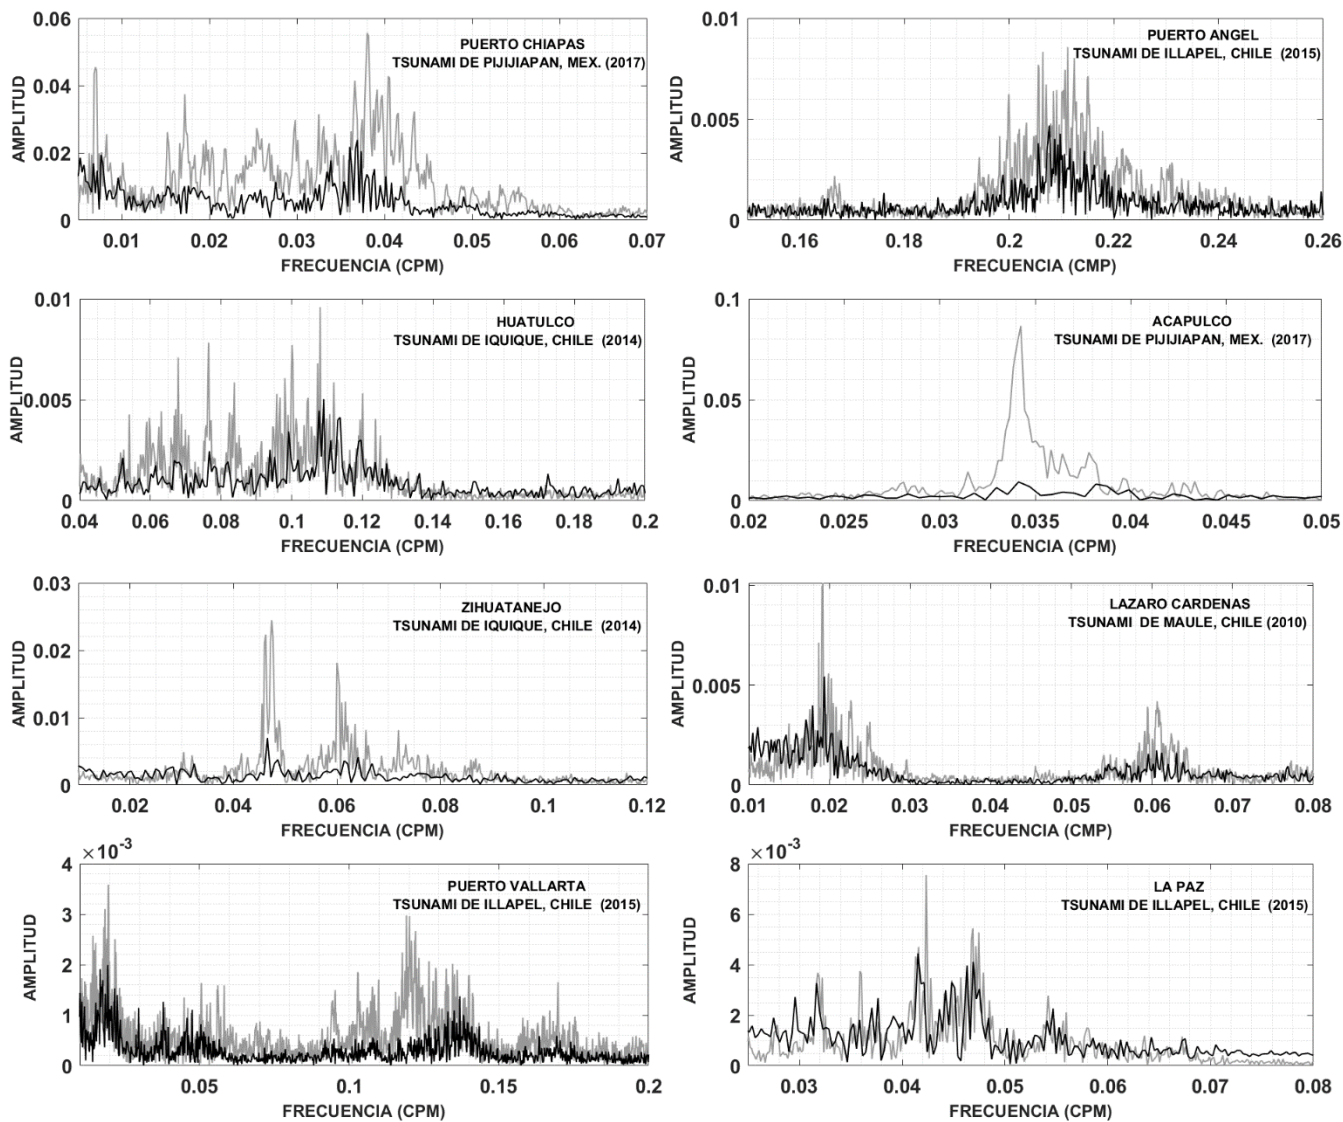 PUERTO CHIAPAS
TSUNAMI DE PIJIJIAPAN, MEX. (2017)
AMPLITUD
0.06
0.04
0.02
0
0.01 0.02 0.03 0.04 0.05 0.06 0.07
FRECUENCIA (CPM)
PUERTO ANGEL
TSUNAMI DE ILLAPEL, CHILE (2015)
AMPLITUD
0.01
0.005
0
0.16 0.18 0.2 0.22 0.24 0.26
FRECUENCIA (CMP)
HUATULCO
TSUNAMI DE IQUIQUE, CHILE (2014)
AMPLITUD
0.01
0.005
0
0.04 0.06 0.08 0.1 0.12 0.14 0.16 0.18 0.2
FRECUENCIA (CPM)
ACAPULCO
TSUNAMI DE PIJIJIAPAN, MEX. (2017)
AMPLITUD
0.1
0.05
0
0.02 0.025 0.03 0.035 0.04 0.045 0.05
FRECUENCIA (CPM)
ZIHUATANEJO
TSUNAMI DE IQUIQUE, CHILE (2014)
AMPLITUD
0.03
0.02
0.01
0
0.02 0.04 0.06 0.08 0.1 0.12
FRECUENCIA (CPM)
LAZARO CARDENAS
TSUNAMI DE MAULE, CHILE (2010)
AMPLITUD
0.01
0.005
0
0.01 0.02 0.03 0.04 0.05 0.06 0.07 0.08
FRECUENCIA (CMP)
×10⁻³
PUERTO VALLARTA
TSUNAMI DE ILLAPEL, CHILE (2015)
AMPLITUD
4
3
2
1
0
0.05 0.1 0.15 0.2
FRECUENCIA (CPM)
×10⁻³
LA PAZ
TSUNAMI DE ILLAPEL, CHILE (2015)
AMPLITUD
8
6
4
2
0
0.03 0.04 0.05 0.06 0.07 0.08
FRECUENCIA (CPM)